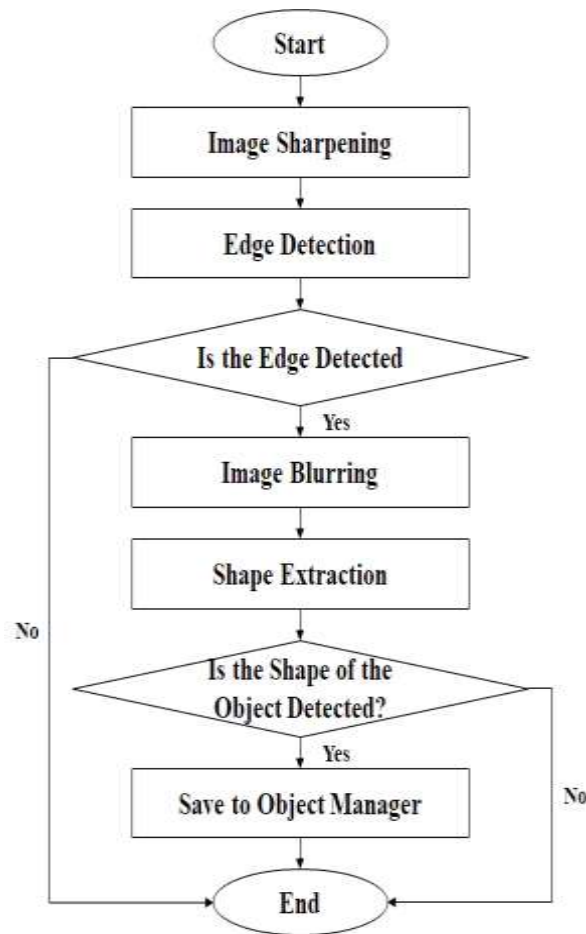 Start
Image Sharpening
Edge Detection
Is the Edge Detected
Yes
Image Blurring
Shape Extraction
No
Is the Shape of the
Object Detected?
Yes
Save to Object Manager
No
End